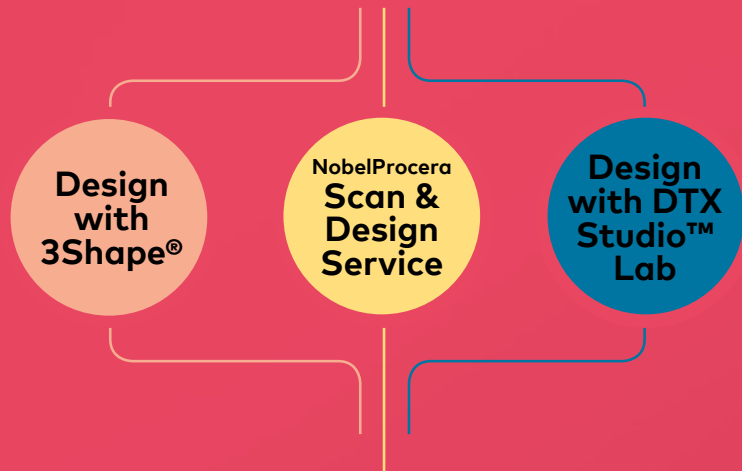 Design
with
3Shape®
NobelProcera
Scan &
Design
Service
Design
with DTX
Studio™
Lab